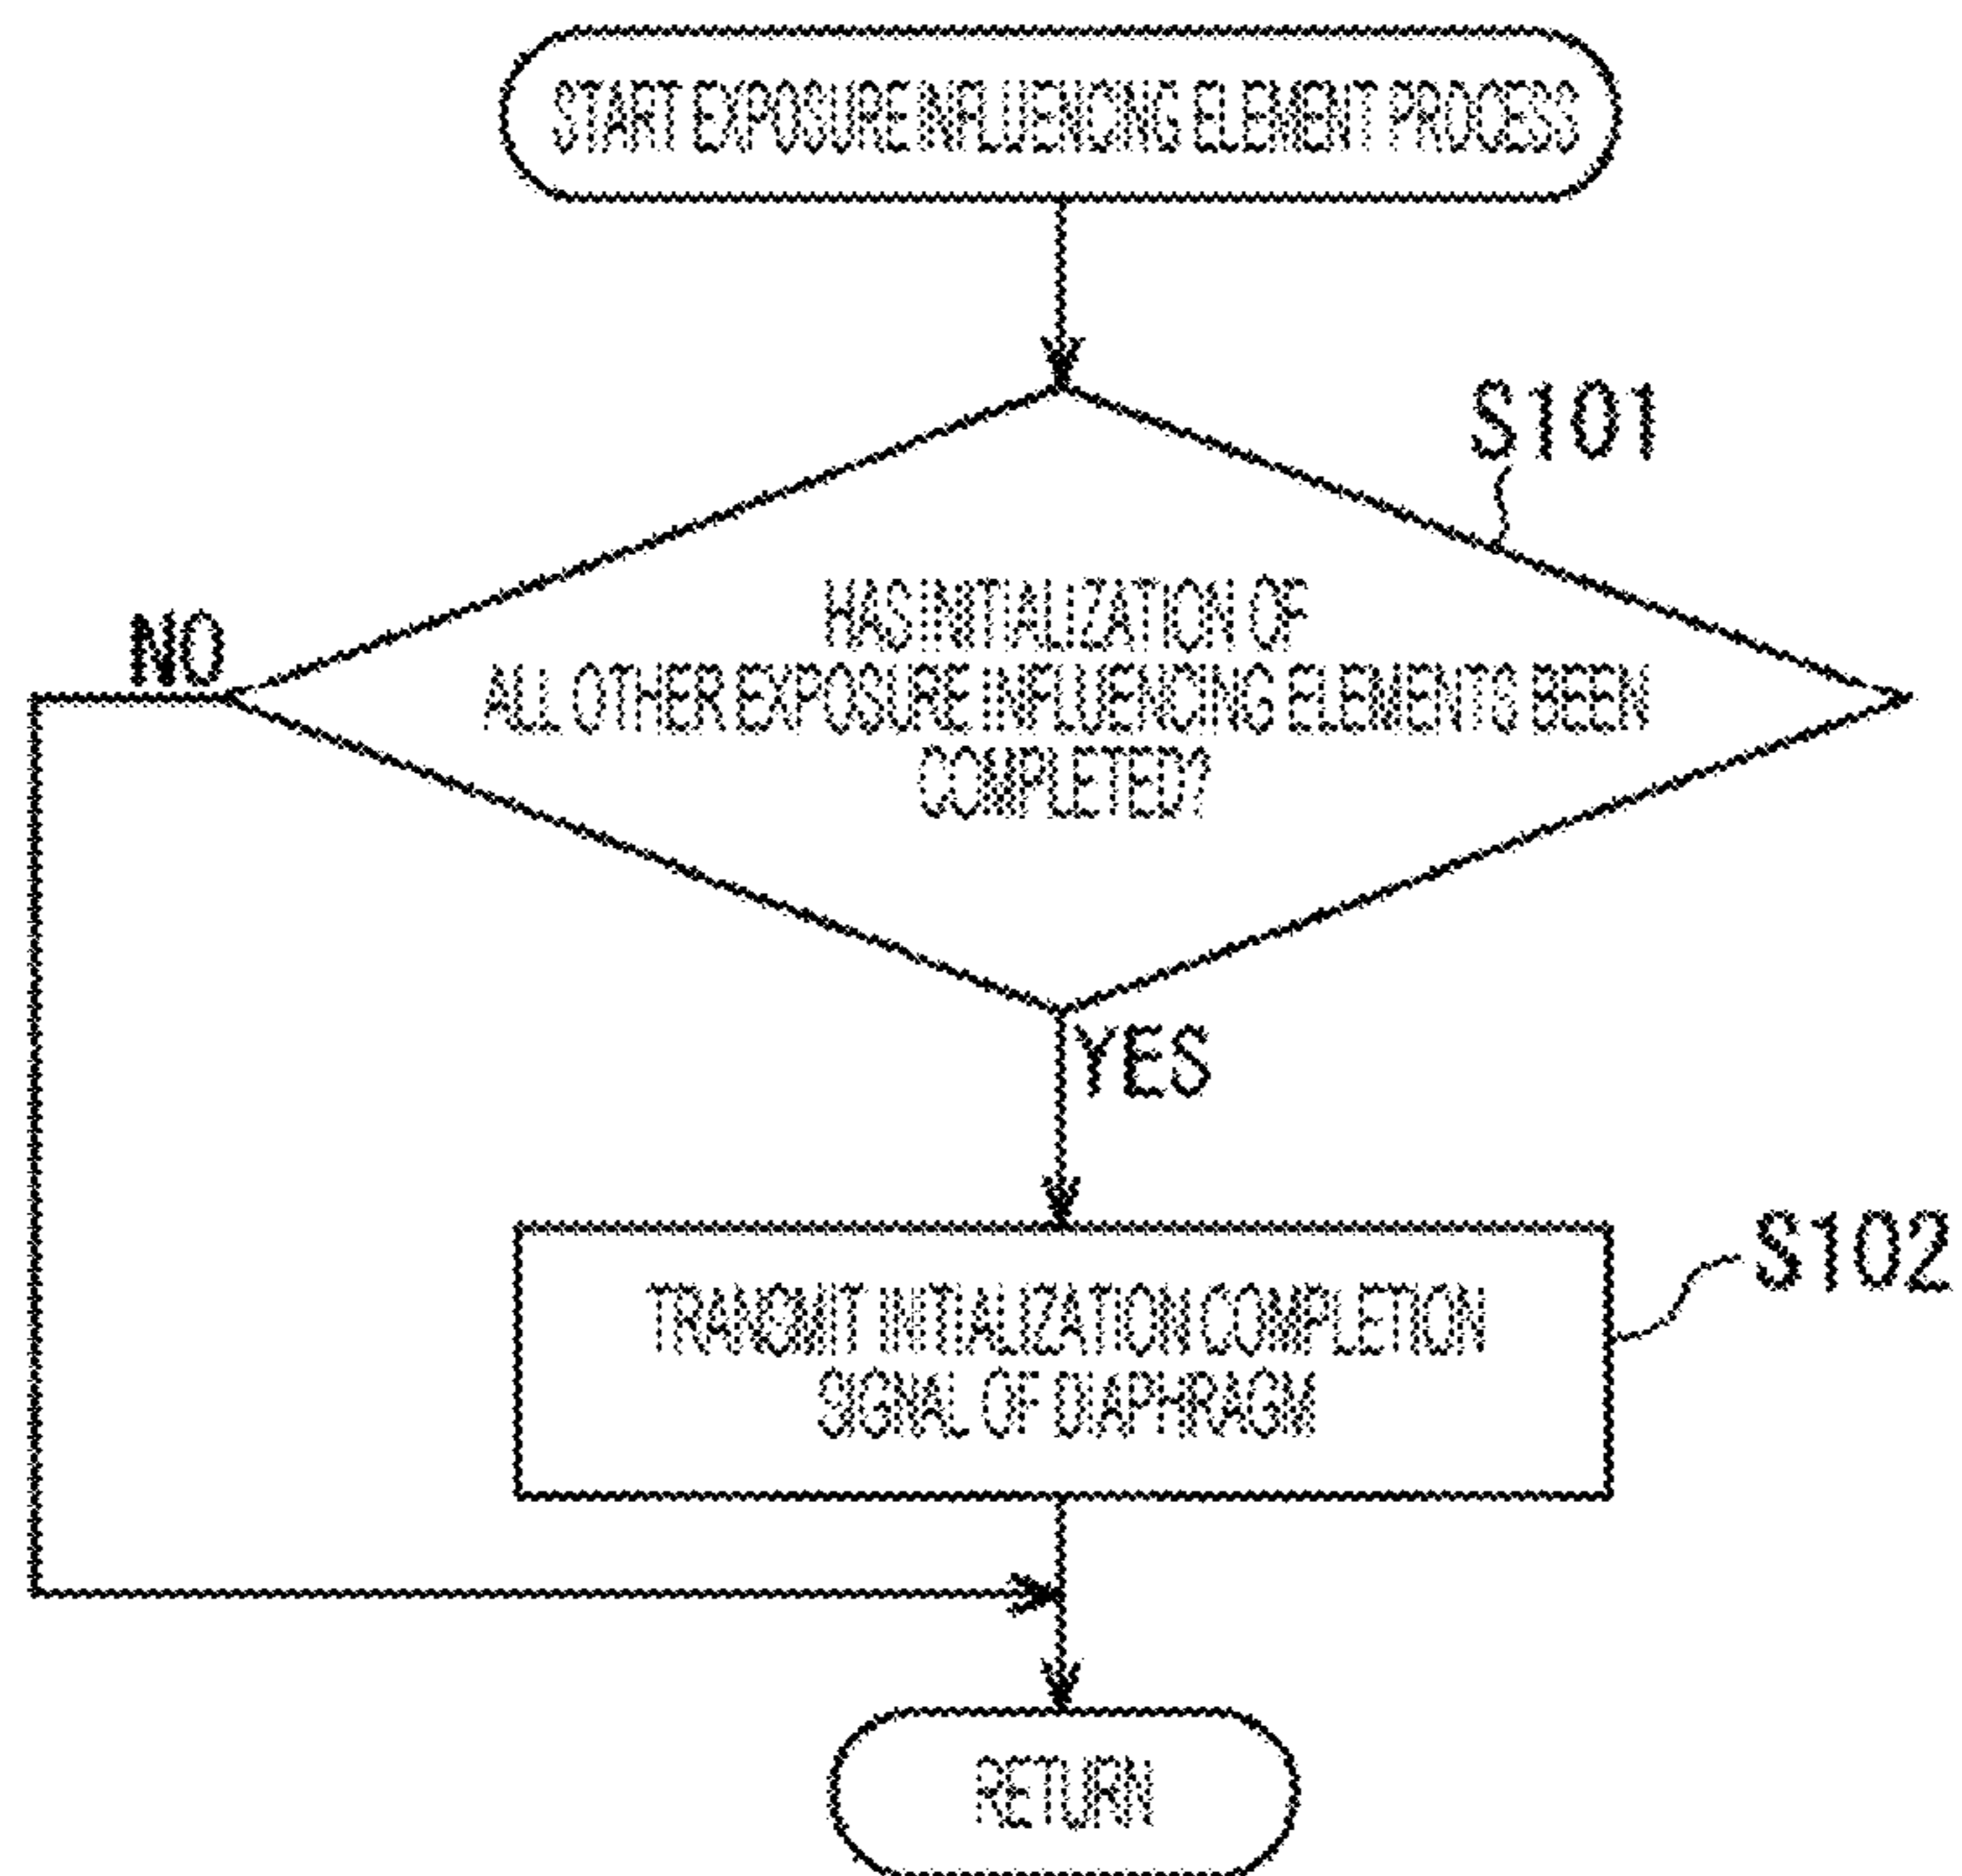 START EXPOSURE INFLUENCING ELEMENT PROCESS
S101
HAS INITIALIZATION OF
ALL OTHER EXPOSURE INFLUENCING ELEMENTS BEEN
COMPLETED?
NO
YES
S102
TRANSMIT INITIALIZATION COMPLETION
SIGNAL OF DIAPHRAGM
RETURN